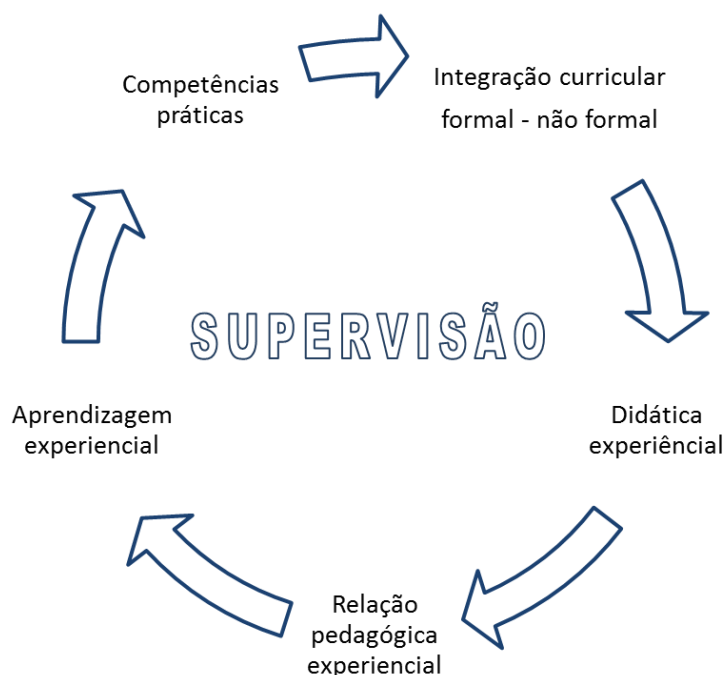 Competências
práticas
Integração curricular
formal - não formal
SUPERVISÃO
Aprendizagem
experiencial
Didática
experiêncial
Relação
pedagógica
experiencial